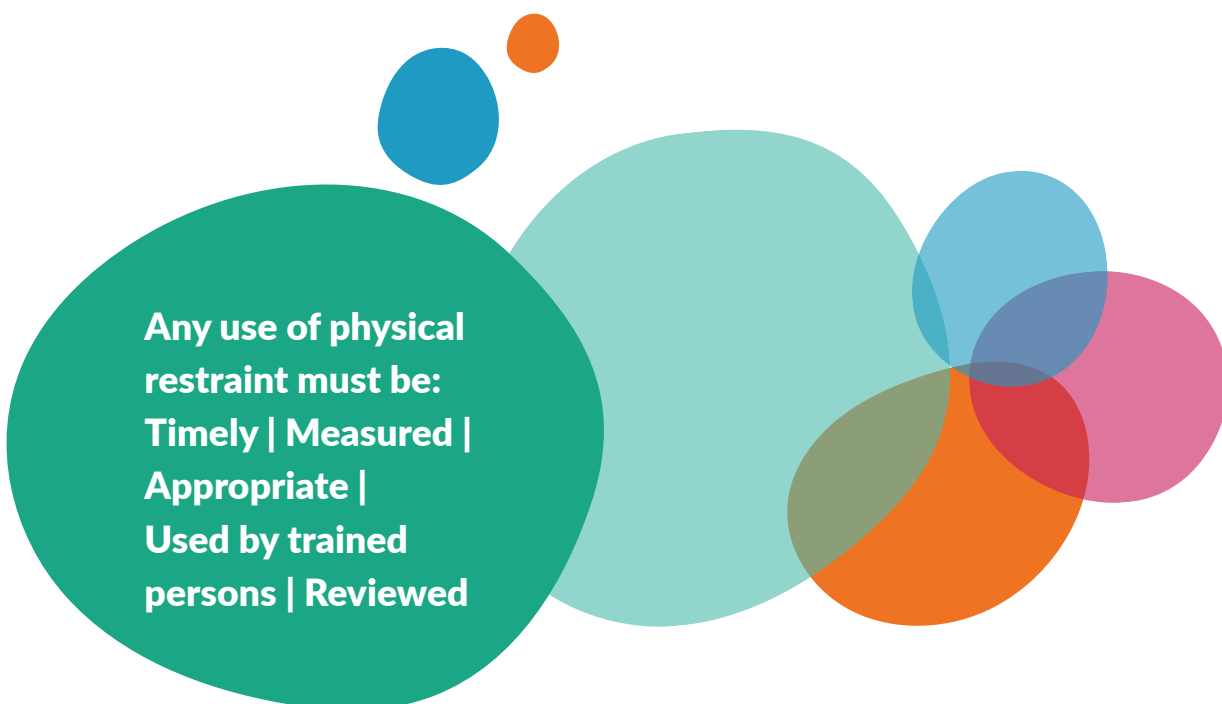 Any use of physical
restraint must be:
Timely | Measured |
Appropriate |
Used by trained
persons | Reviewed